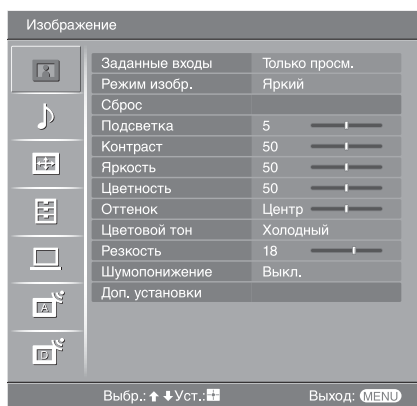 Изображение
Заданные входы Только просм.
Режим изобр. Яркий
Сброс
Подсветка 5
Контраст 50
Яркость 50
Цветность 50
Оттенок Центр
Цветовой тон Холодный
Резкость 18
Шумопонижение Выкл.
Доп. установки
A
D
Выбр.: Уст.: Выход: MENU